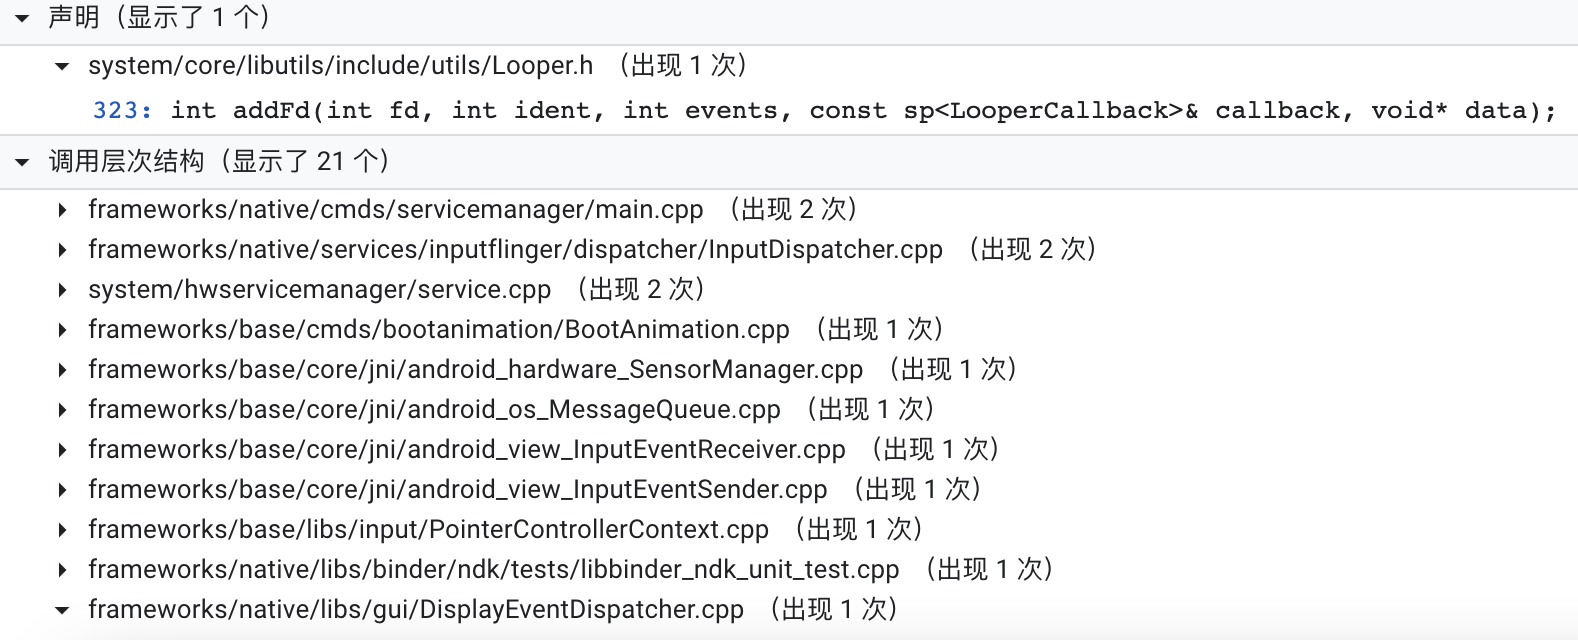 声明（显示了 1 个）
system/core/libutils/include/utils/Looper.h （出现 1 次）
323: int addFd(int fd, int ident, int events, const sp<LooperCallback>& callback, void* data);
调用层次结构（显示了 21 个）
frameworks/native/cmds/servicemanager/main.cpp （出现 2 次）
frameworks/native/services/inputflinger/dispatcher/InputDispatcher.cpp （出现 2 次）
system/hwservicemanager/service.cpp （出现 2 次）
frameworks/base/cmds/bootanimation/BootAnimation.cpp （出现 1 次）
frameworks/base/core/jni/android_hardware_SensorManager.cpp （出现 1 次）
frameworks/base/core/jni/android_os_MessageQueue.cpp （出现 1 次）
frameworks/base/core/jni/android_view_InputEventReceiver.cpp （出现 1 次）
frameworks/base/core/jni/android_view_InputEventSender.cpp （出现 1 次）
frameworks/base/libs/input/PointerControllerContext.cpp （出现 1 次）
frameworks/native/libs/binder/ndk/tests/libbinder_ndk_unit_test.cpp （出现 1 次）
frameworks/native/libs/gui/DisplayEventDispatcher.cpp （出现 1 次）